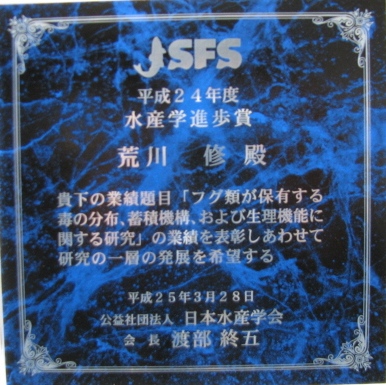 JSFS
平成24年度
水産学進歩賞
荒川 修 殿
貴下の業績題目「フグ類が保有する
毒の分布、蓄積機構、および生理機能に
関する研究」の業績を表彰しあわせて
研究の一層の発展を希望する
平成25年3月28日
公益社団法人 日本水産学会
会長 渡部終五